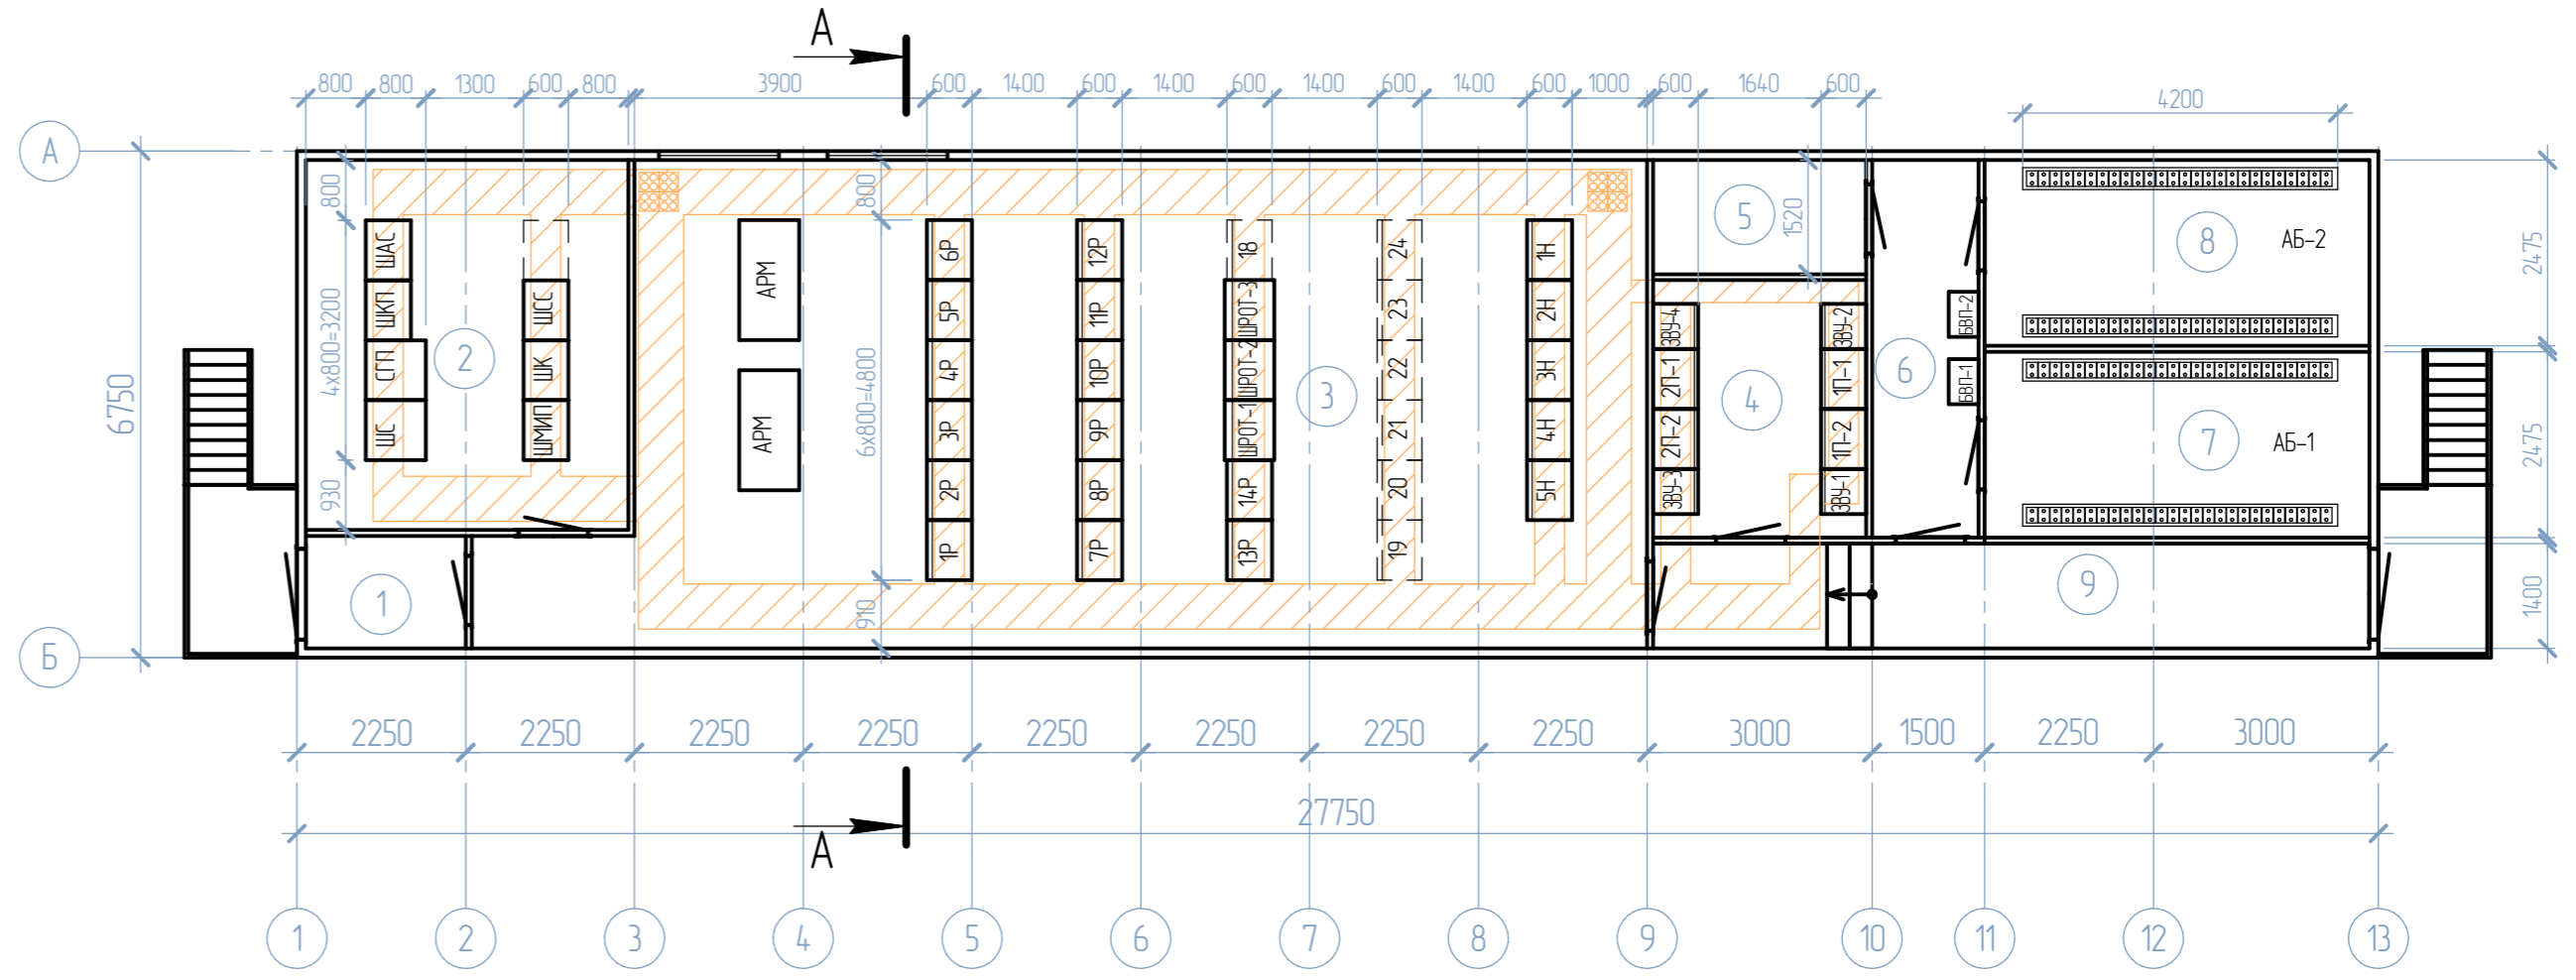 А
800 800 1300 600 800 3900 600 1400 600 1400 600 1400 600 1400 600 1000 600 1640 600
4200
А
800
4х800=3200
930
6750
ШАС
ШКП
СГП
ШС
2
ШСС
ШК
ШМИП
АРМ
АРМ
800
6х800=4800
910
6Р
5Р
4Р
3Р
2Р
1Р
12Р
11Р
10Р
9Р
8Р
7Р
18
ШРОТ-3
ШРОТ-2
ШРОТ-1
14Р
13Р
3
24
23
22
21
20
19
1Н
2Н
3Н
4Н
5Н
5
1520
ЗВУ-4
2П-1
2П-2
ЗВУ-3
4
ЗВУ-2
1П-1
1П-2
ЗВУ-1
6
БВП-2
БВП-1
8
АБ-2
7
АБ-1
2475
2475
1400
1
9
Б
2250 2250 2250 2250 2250 2250 2250 2250 3000 1500 2250 3000
27750
А
1 2 3 4 5 6 7 8 9 10 11 12 13